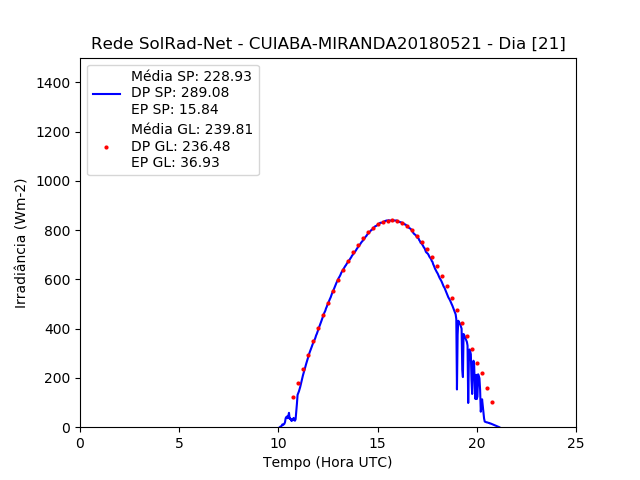 Rede SolRad-Net - CUIABA-MIRANDA20180521 - Dia [21]
Média SP: 228.93
DP SP: 289.08
EP SP: 15.84
Média GL: 239.81
DP GL: 236.48
EP GL: 36.93
1400
1200
1000
800
600
400
200
0
Irradiância (Wm-2)
0 5 10 15 20 25
Tempo (Hora UTC)